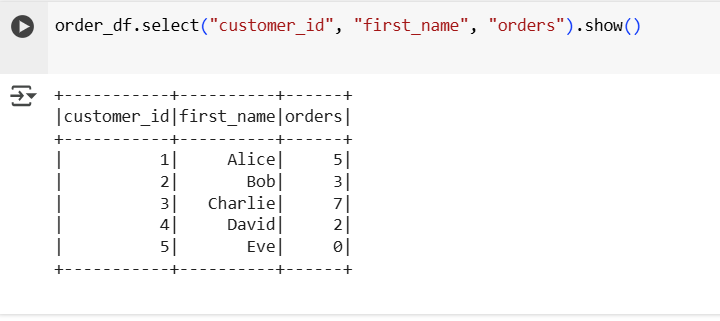 order_df.select("customer_id", "first_name", "orders").show()
+-----------+----------+------+
|customer_id|first_name|orders|
+-----------+----------+------+
|          1|     Alice|     5|
|          2|       Bob|     3|
|          3|   Charlie|     7|
|          4|     David|     2|
|          5|       Eve|     0|
+-----------+----------+------+